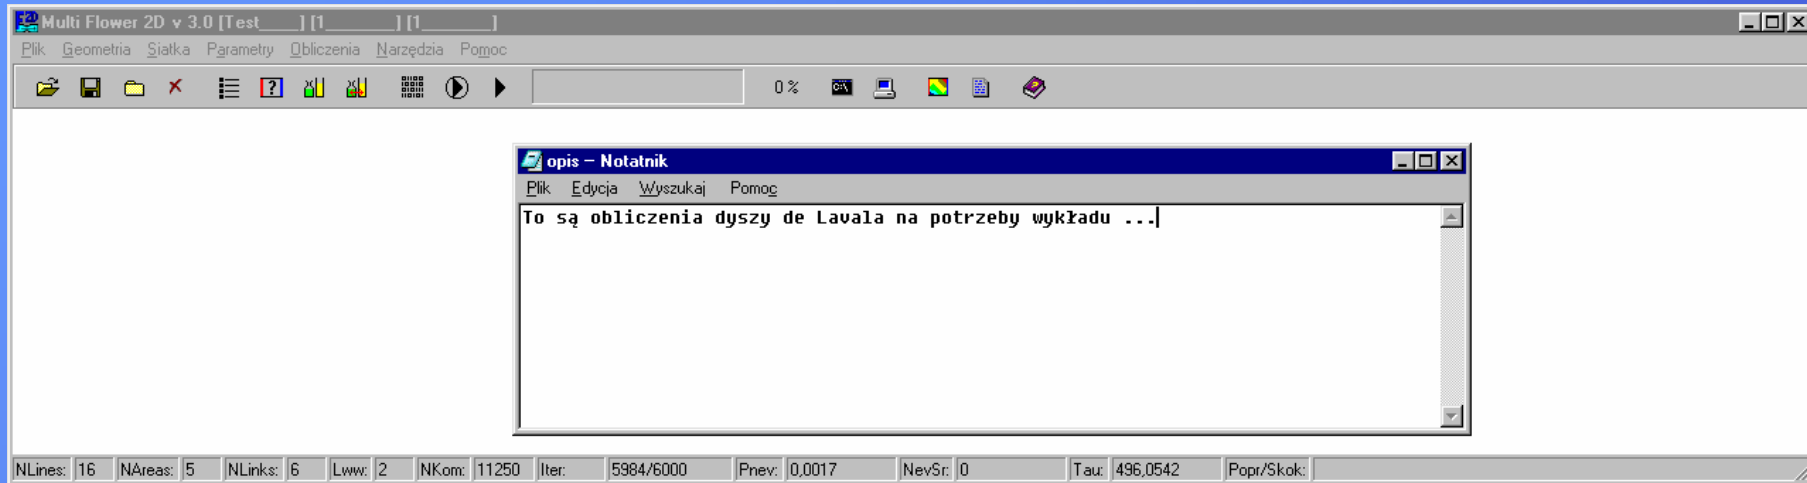 Multi Flower 2D v 3.0 [Test____] [1________] [1________]
Plik Geometria Siatka Parametry Obliczenia Narzędzia Pomoc
0 %
opis – Notatnik
Plik Edycja Wyszukaj Pomoc
To są obliczenia dyszy de Lavala na potrzeby wykładu ...
NLines: 16 NAreas: 5 NLinks: 6 Lww: 2 NKom: 11250 Iter: 5984/6000 Pnev: 0,0017 NevSr: 0 Tau: 496,0542 Popr/Skok: